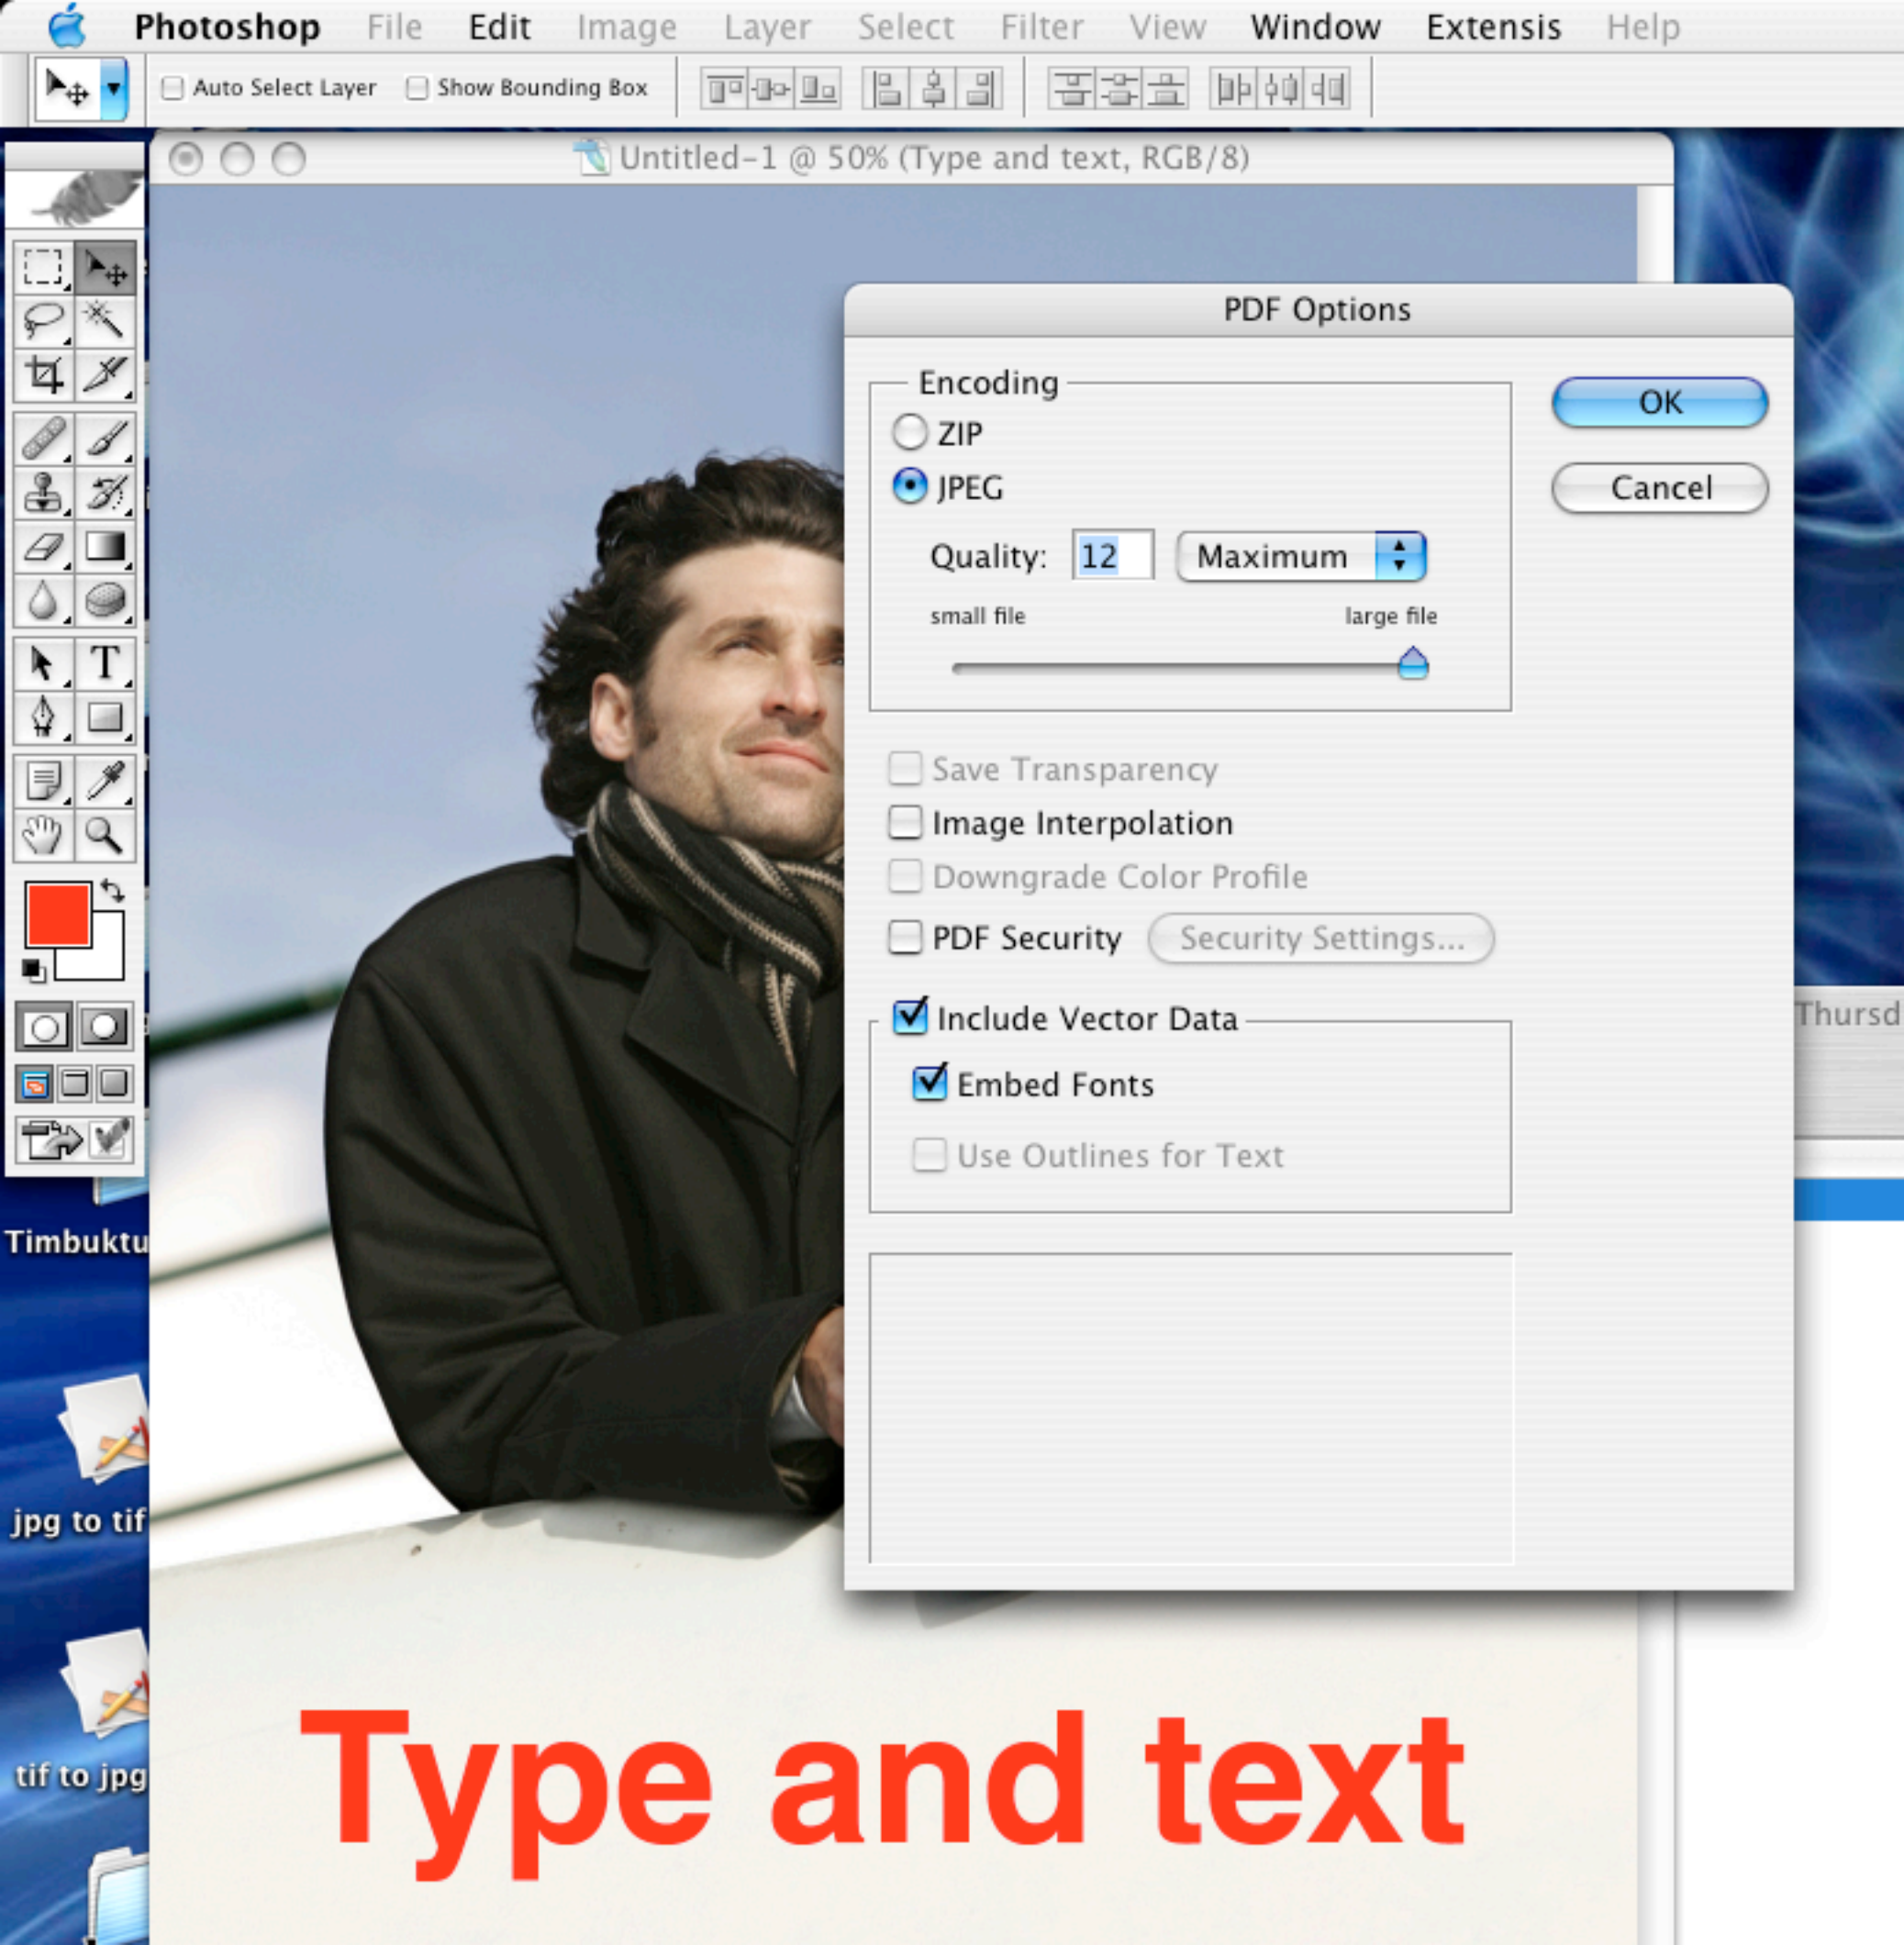 Photoshop File Edit Image Layer Select Filter View Window Extensis Help
Auto Select Layer Show Bounding Box
Untitled-1 @ 50% (Type and text, RGB/8)
PDF Options
Encoding
ZIP
JPEG
Quality: 12 Maximum
small file large file
OK
Cancel
Save Transparency
Image Interpolation
Downgrade Color Profile
PDF Security Security Settings...
Include Vector Data
Embed Fonts
Use Outlines for Text
Thursd
T
Timbuktu
jpg to tif
tif to jpg
Type and text